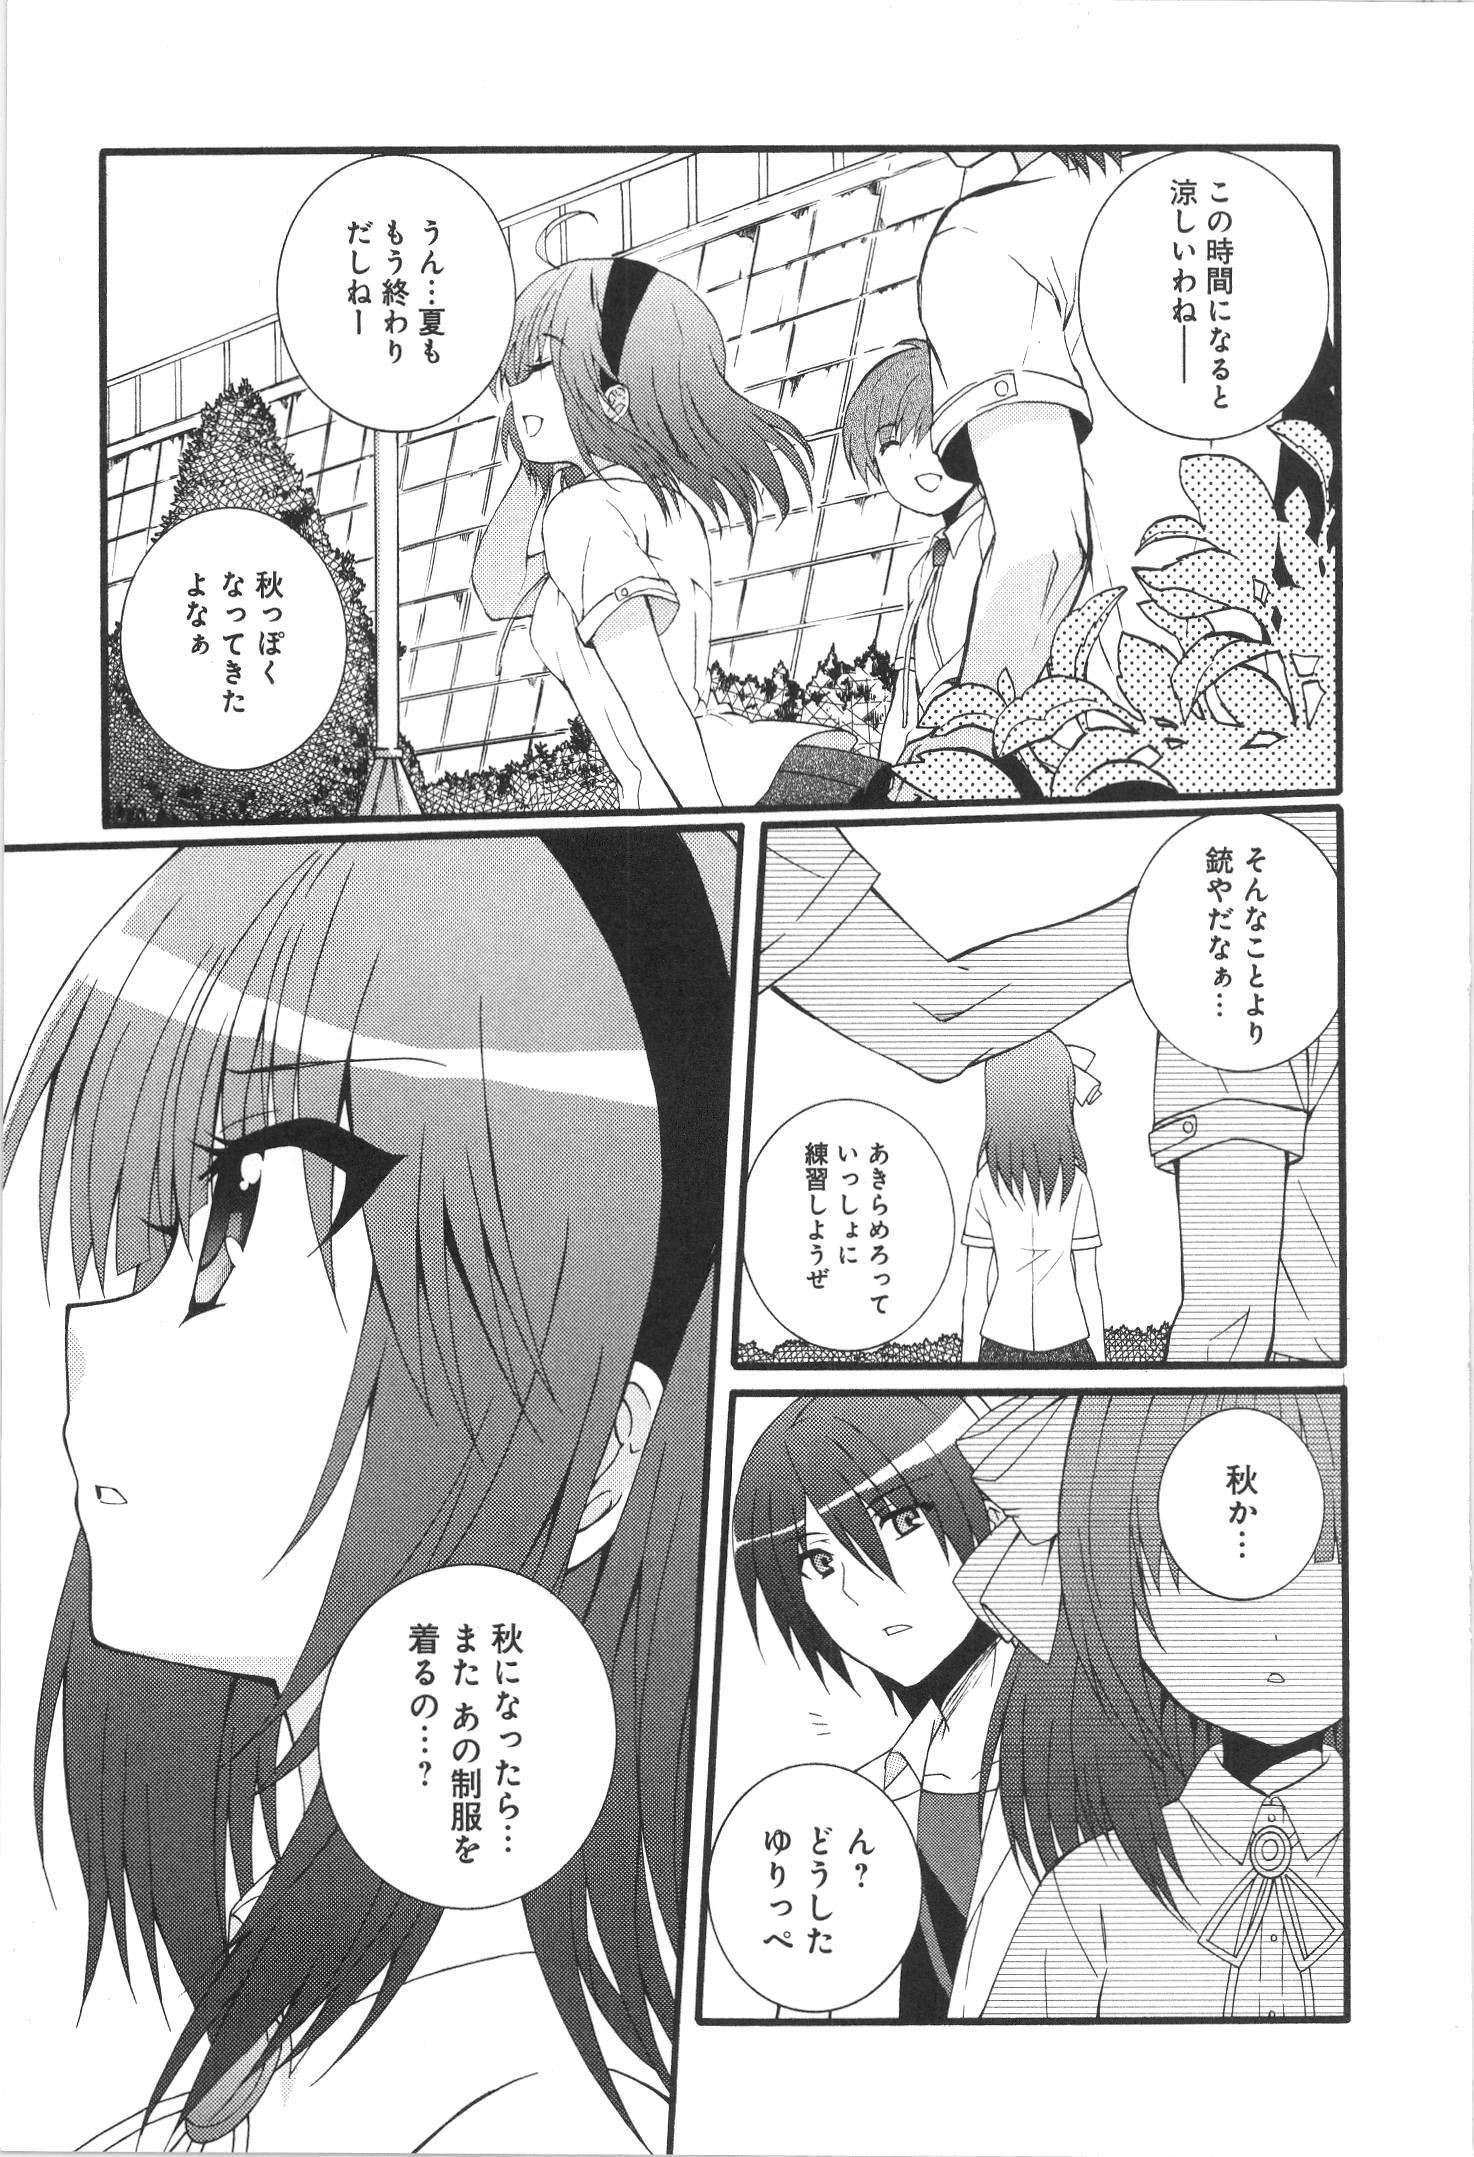 この時間になると
涼しいわねー
うん…夏も
もう終わり
だしねー
秋っぽく
なってきた
よなぁ
そんなことより
銃やだなぁ…
あきらめろって
いっしょに
練習しようぜ
秋か…
ん？
どうした
ゆりっぺ
秋になったら…
また あの制服を
着るの…？